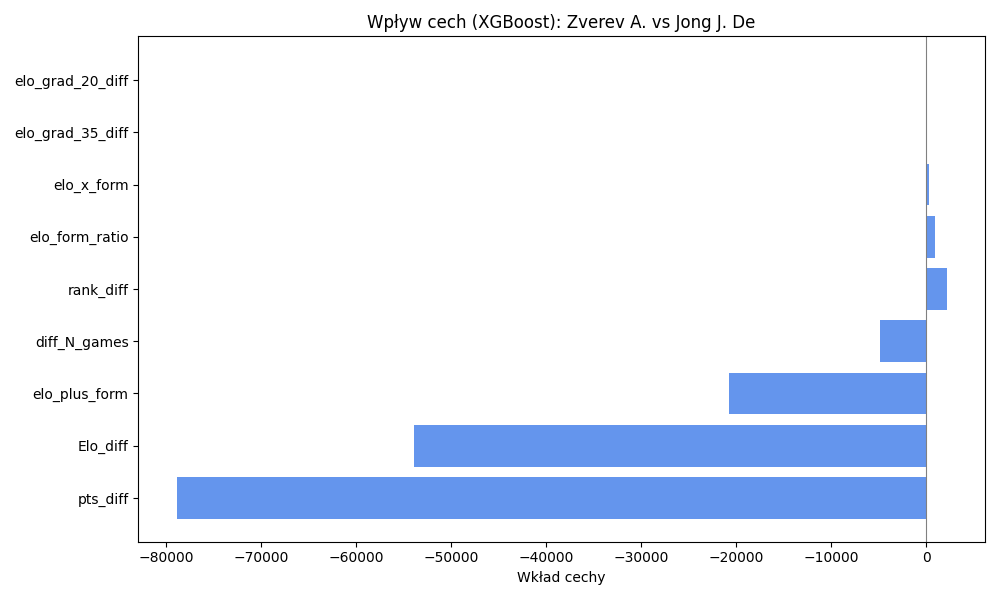 Wpływ cech (XGBoost): Zverev A. vs Jong J. De
elo_grad_20_diff
elo_grad_35_diff
elo_x_form
elo_form_ratio
rank_diff
diff_N_games
elo_plus_form
Elo_diff
pts_diff
−80000 −70000 −60000 −50000 −40000 −30000 −20000 −10000 0
Wkład cechy